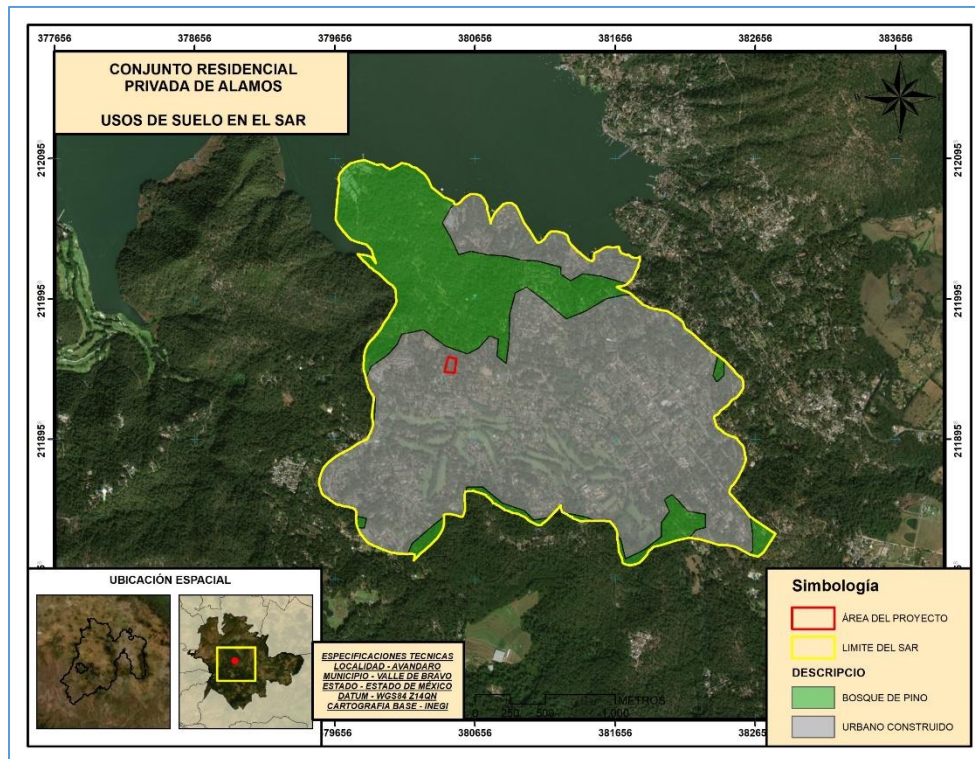 377656 378656 379656 380656 381656 382656 383656
CONJUNTO RESIDENCIAL
PRIVADA DE ALAMOS
USOS DE SUELO EN EL SAR
212095
212095
211995
211995
211895
211895
UBICACIÓN ESPACIAL
ESPECIFICACIONES TECNICAS
LOCALIDAD - AVANDARO
MUNICIPIO - VALLE DE BRAVO
ESTADO - ESTADO DE MÉXICO
DATUM - WGS84 Z14QN
CARTOGRAFIA BASE - INEGI
METROS
0 250 500 1,000
Simbología
ÁREA DEL PROYECTO
LIMITE DEL SAR
DESCRIPCIO
BOSQUE DE PINO
URBANO CONSTRUIDO
79656 380656 381656 38265